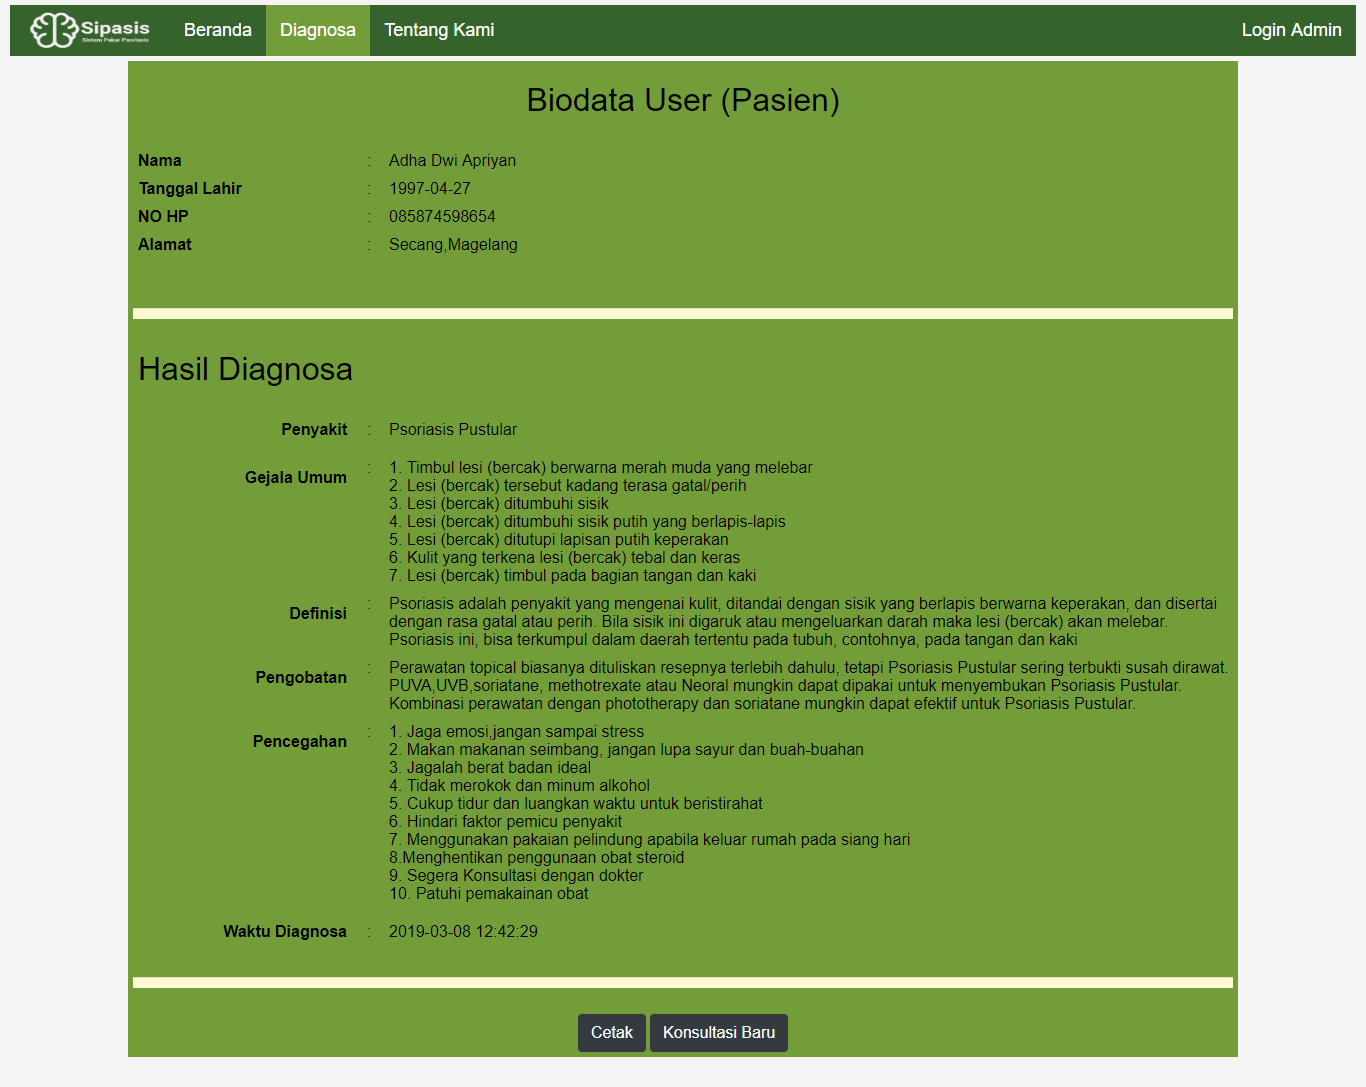 Sipasis
Sistem Pakar Psoriasis
Beranda
Diagnosa
Tentang Kami
Login Admin
Biodata User (Pasien)
Nama : Adha Dwi Apriyan
Tanggal Lahir : 1997-04-27
NO HP : 085874598654
Alamat : Secang,Magelang
Hasil Diagnosa
Penyakit : Psoriasis Pustular
Gejala Umum : 1. Timbul lesi (bercak) berwarna merah muda yang melebar
2. Lesi (bercak) tersebut kadang terasa gatal/perih
3. Lesi (bercak) ditumbuhi sisik
4. Lesi (bercak) ditumbuhi sisik putih yang berlapis-lapis
5. Lesi (bercak) ditutupi lapisan putih keperakan
6. Kulit yang terkena lesi (bercak) tebal dan keras
7. Lesi (bercak) timbul pada bagian tangan dan kaki
Definisi : Psoriasis adalah penyakit yang mengenai kulit, ditandai dengan sisik yang berlapis berwarna keperakan, dan disertai
dengan rasa gatal atau perih. Bila sisik ini digaruk atau mengeluarkan darah maka lesi (bercak) akan melebar.
Psoriasis ini, bisa terkumpul dalam daerah tertentu pada tubuh, contohnya, pada tangan dan kaki
Pengobatan : Perawatan topical biasanya dituliskan resepnya terlebih dahulu, tetapi Psoriasis Pustular sering terbukti susah dirawat.
PUVA,UVB,soriatane, methotrexate atau Neoral mungkin dapat dipakai untuk menyembukan Psoriasis Pustular.
Kombinasi perawatan dengan phototherapy dan soriatane mungkin dapat efektif untuk Psoriasis Pustular.
Pencegahan : 1. Jaga emosi,jangan sampai stress
2. Makan makanan seimbang, jangan lupa sayur dan buah-buahan
3. Jagalah berat badan ideal
4. Tidak merokok dan minum alkohol
5. Cukup tidur dan luangkan waktu untuk beristirahat
6. Hindari faktor pemicu penyakit
7. Menggunakan pakaian pelindung apabila keluar rumah pada siang hari
8.Menghentikan penggunaan obat steroid
9. Segera Konsultasi dengan dokter
10. Patuhi pemakainan obat
Waktu Diagnosa : 2019-03-08 12:42:29
Cetak
Konsultasi Baru